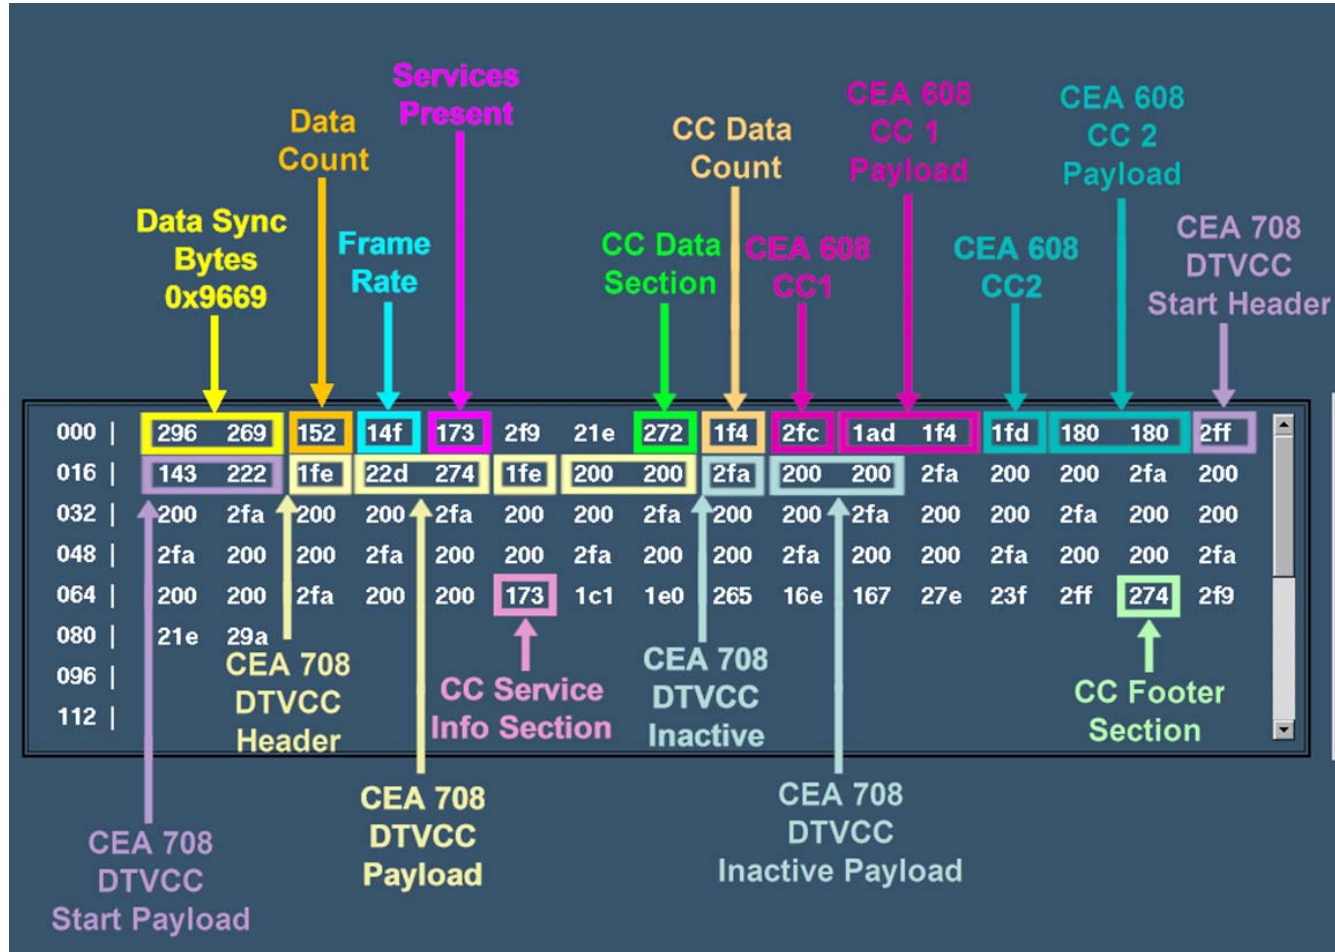 Services
Present
Data
Count
CC Data
Count
CEA 608
CC 1
Payload
CEA 608
CC 2
Payload
Data Sync
Bytes
0x9669
Frame
Rate
CC Data
Section
CEA 608
CC1
CEA 608
CC2
CEA 708
DTVCC
Start Header
000 | 296 269 152 14f 173 2f9 21e 272 1f4 2fc 1ad 1f4 1fd 180 180 2ff
016 | 143 222 1fe 22d 274 1fe 200 200 2fa 200 200 2fa 200 200 2fa 200
032 | 200 2fa 200 200 2fa 200 200 2fa 200 200 2fa 200 200 2fa 200 200
048 | 2fa 200 200 2fa 200 200 2fa 200 200 2fa 200 200 2fa 200 200 2fa
064 | 200 200 2fa 200 200 173 1c1 1e0 265 16e 167 27e 23f 2ff 274 2f9
080 | 21e 29a
096 |
112 |
CEA 708
DTVCC
Header
CC Service
Info Section
CEA 708
DTVCC
Inactive
CC Footer
Section
CEA 708
DTVCC
Start Payload
CEA 708
DTVCC
Payload
CEA 708
DTVCC
Inactive Payload